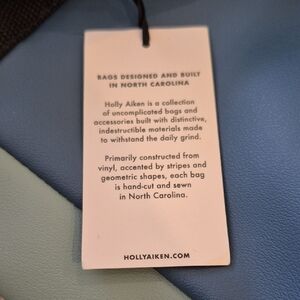 BAGS DESIGNED AND BUILT
IN NORTH CAROLINA
Holly Aiken is a collection
of uncomplicated bags and
accessories built with distinctive,
indestructible materials made
to withstand the daily grind.
Primarily constructed from
vinyl, accented by stripes and
geometric shapes, each bag
is hand-cut and sewn
in North Carolina.
HOLLYAIKEN.COM